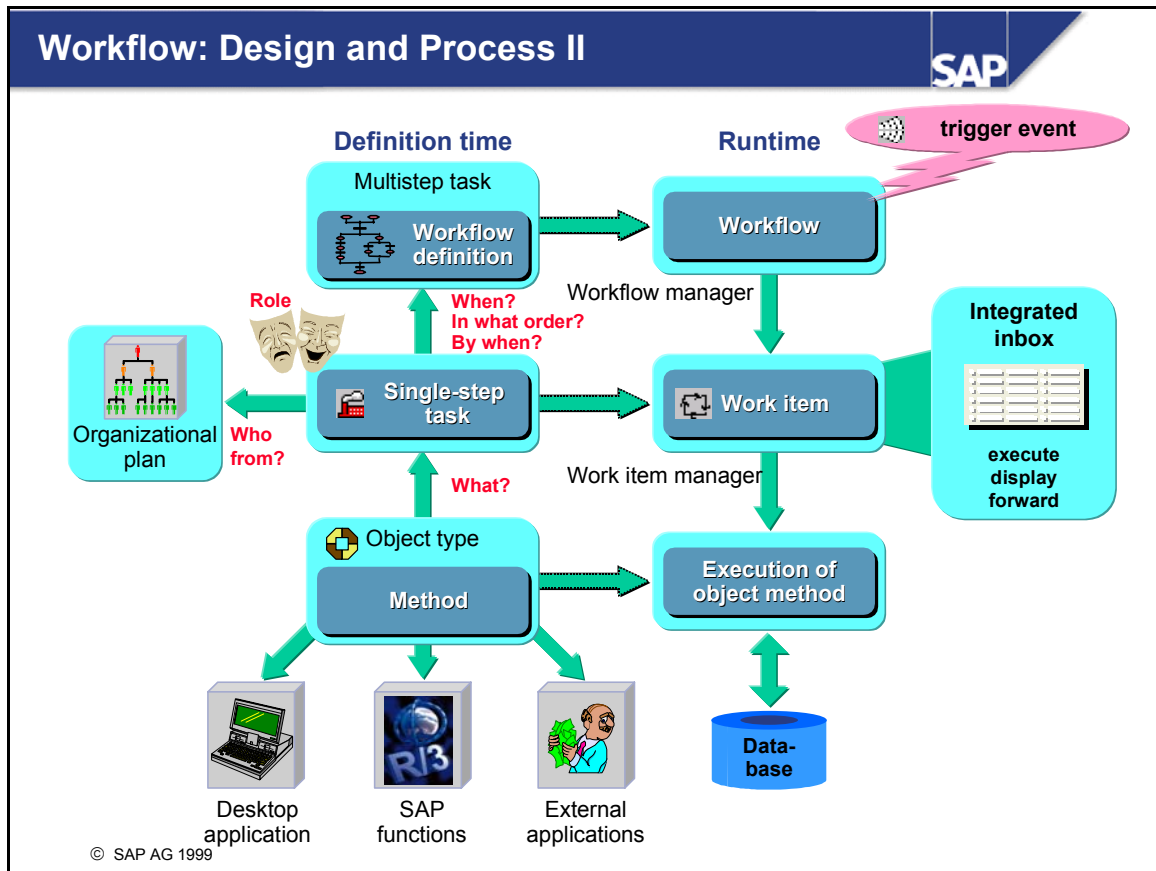 Workflow: Design and Process II
SAP
trigger event
Definition time
Runtime
Multistep task
Workflow
definition
Workflow
Role
When?
In what order?
By when?
Workflow manager
Integrated
inbox
execute
display
forward
Organizational
plan
Who
from?
Single-step
task
Work item
What?
Work item manager
Object type
Method
Execution of
object method
R/3
Desktop
application
SAP
functions
External
applications
Data-
base
© SAP AG 1999